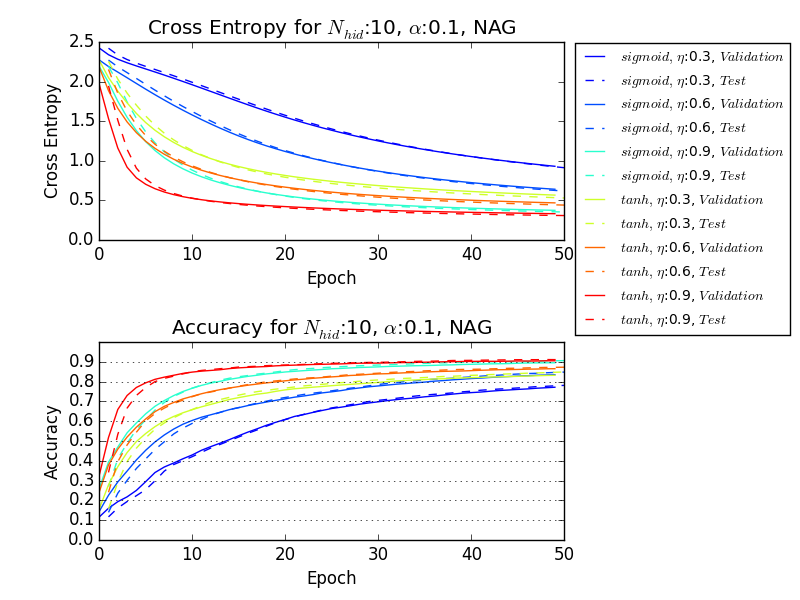 Cross Entropy for N_hid:10, α:0.1, NAG
2.5
2.0
1.5
1.0
0.5
0.0
Cross Entropy
0 10 20 30 40 50
Epoch
sigmoid, η:0.3, Validation
sigmoid, η:0.3, Test
sigmoid, η:0.6, Validation
sigmoid, η:0.6, Test
sigmoid, η:0.9, Validation
sigmoid, η:0.9, Test
tanh, η:0.3, Validation
tanh, η:0.3, Test
tanh, η:0.6, Validation
tanh, η:0.6, Test
tanh, η:0.9, Validation
tanh, η:0.9, Test
Accuracy for N_hid:10, α:0.1, NAG
0.9
0.8
0.7
0.6
0.5
0.4
0.3
0.2
0.1
0.0
Accuracy
0 10 20 30 40 50
Epoch